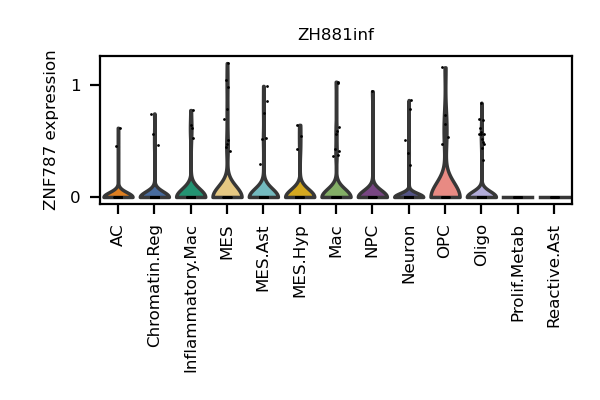 ZH881inf
ZNF787 expression
1
0
AC
Chromatin.Reg
Inflammatory.Mac
MES
MES.Ast
MES.Hyp
Mac
NPC
Neuron
OPC
Oligo
Prolif.Metab
Reactive.Ast